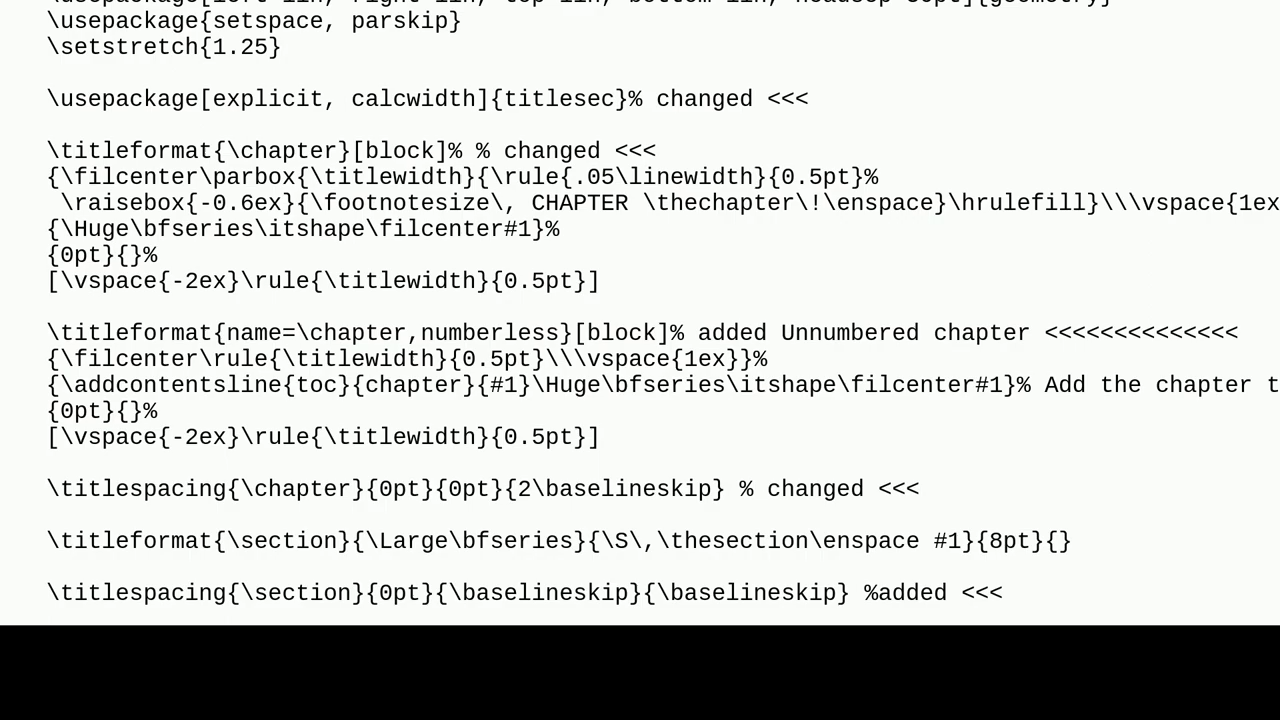 \usepackage{setspace, parskip}
\setstretch{1.25}
\usepackage[explicit, calcwidth]{titlesec}% changed <<<
\titleformat{\chapter}[block]% % changed <<<
{\filcenter\parbox{\titlewidth}{\rule{.05\linewidth}{0.5pt}%
\raisebox{-0.6ex}{\footnotesize\, CHAPTER \thechapter\!\enspace}\hrulefill}\\\vspace{1ex
{\Huge\bfseries\itshape\filcenter#1}%
{0pt}{}%
[\vspace{-2ex}\rule{\titlewidth}{0.5pt}]
\titleformat{name=\chapter,numberless}[block]% added Unnumbered chapter <<<<<<<<<<<<<<
{\filcenter\rule{\titlewidth}{0.5pt}\\\vspace{1ex}}%
{\addcontentsline{toc}{chapter}{#1}\Huge\bfseries\itshape\filcenter#1}% Add the chapter t
{0pt}{}%
[\vspace{-2ex}\rule{\titlewidth}{0.5pt}]
\titlespacing{\chapter}{0pt}{0pt}{2\baselineskip} % changed <<<
\titleformat{\section}{\Large\bfseries}{\S\,\thesection\enspace #1}{8pt}{}
\titlespacing{\section}{0pt}{\baselineskip}{\baselineskip} %added <<<